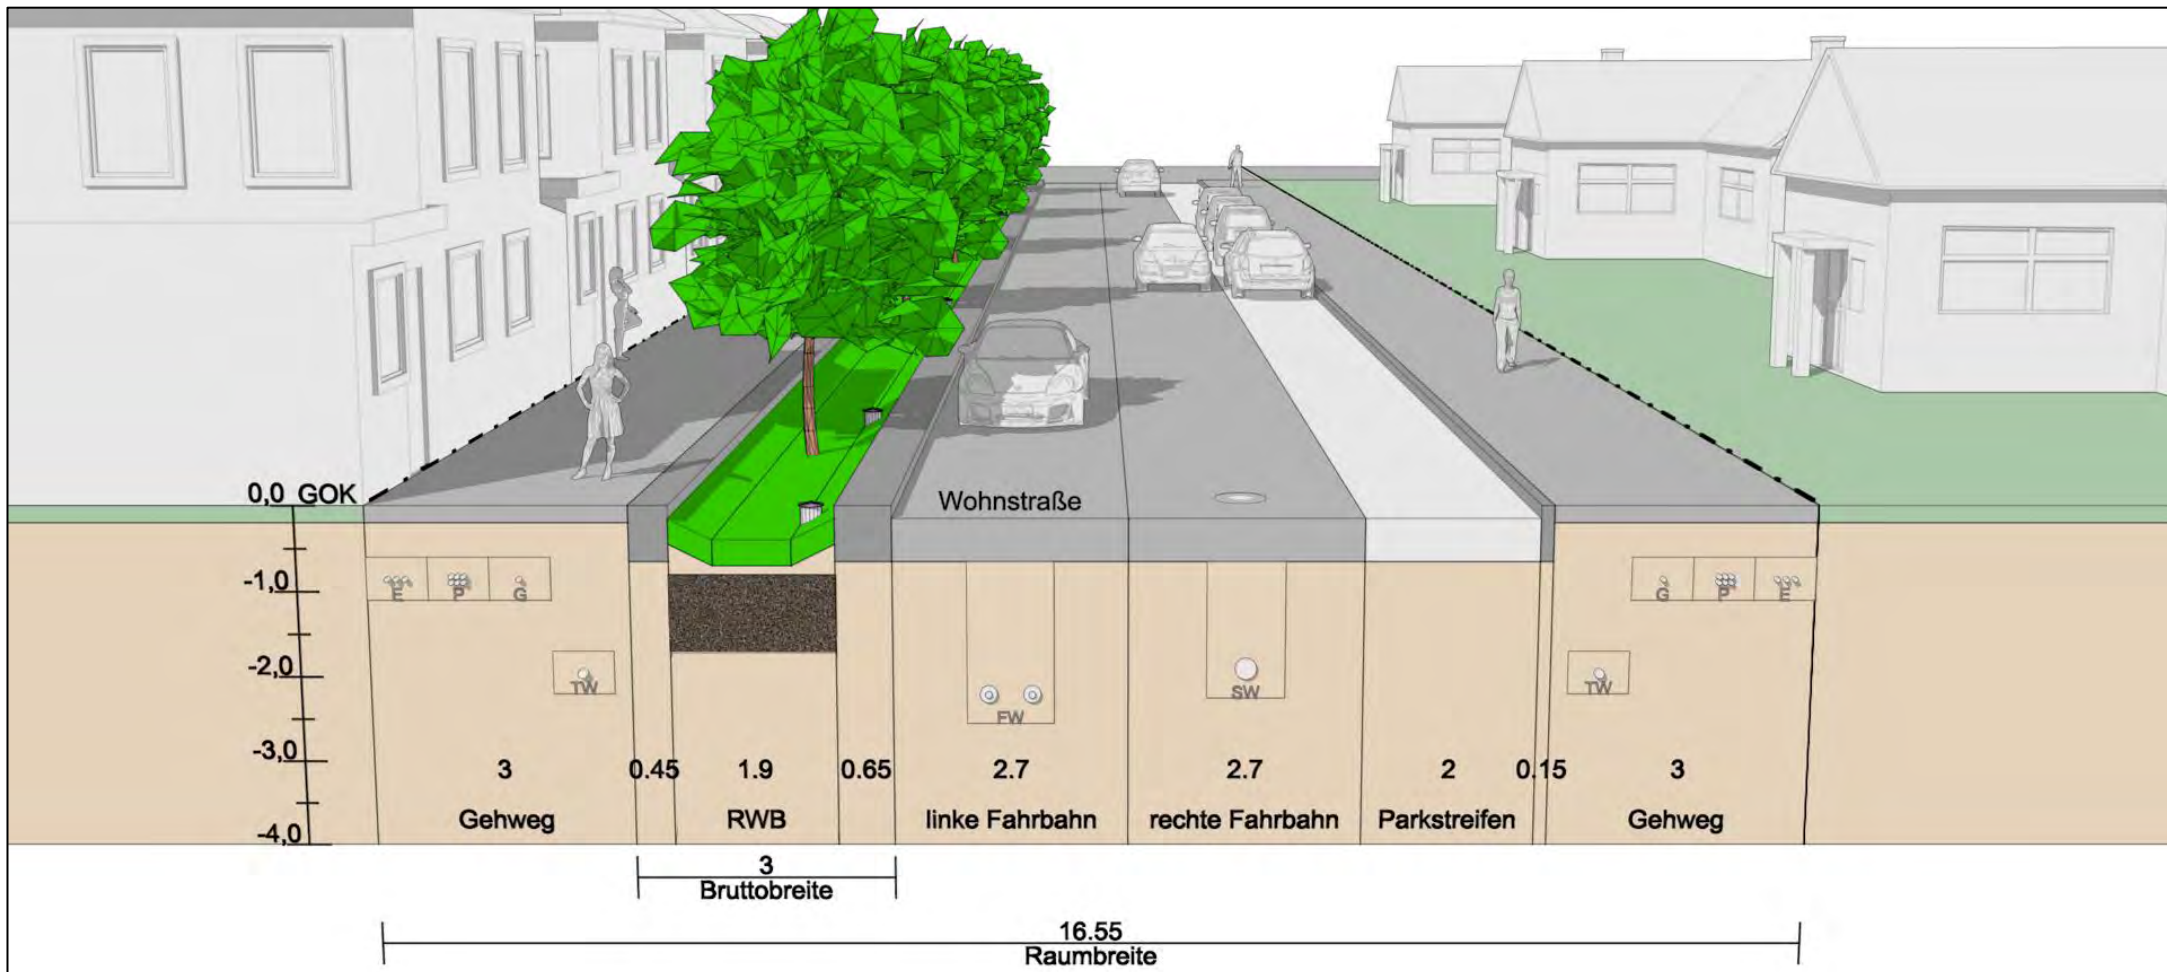 Wohnstraße
0,0 GOK
-1,0
-2,0
-3,0
-4,0
E P G
TW
FW
SW
G P E
TW
3 0.45 1.9 0.65 2.7 2.7 2 0.15 3
Gehweg RWB linke Fahrbahn rechte Fahrbahn Parkstreifen Gehweg
3
Bruttobreite
16.55
Raumbreite